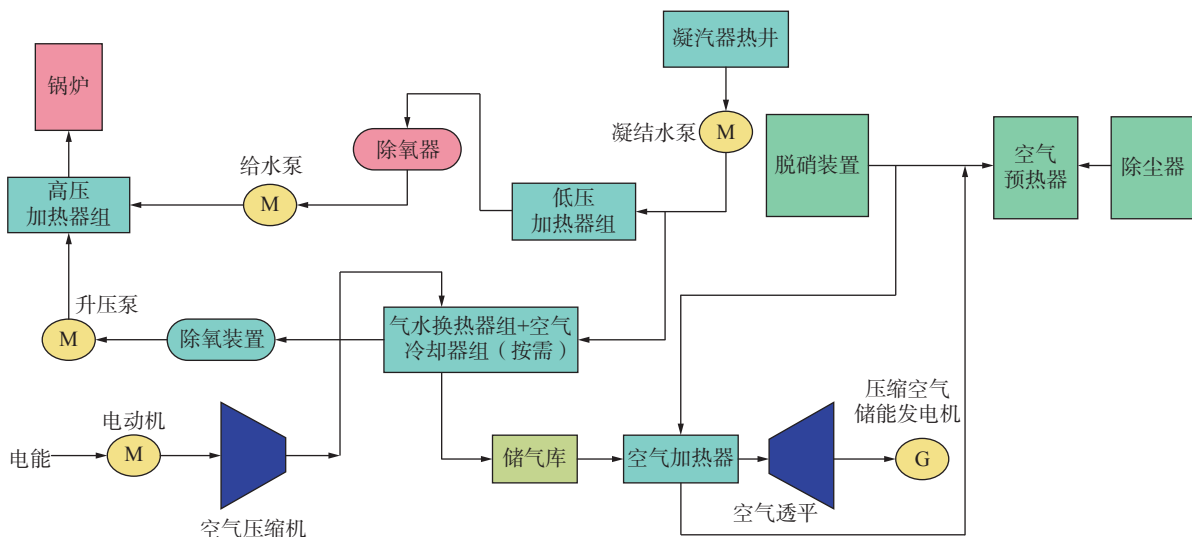 凝汽器热井
锅炉
凝结水泵
M
除氧器
脱硝装置
空气
预热器
除尘器
给水泵
M
高压
加热器组
低压
加热器组
升压泵
M
除氧装置
气水换热器组+空气
冷却器组（按需）
电动机
电能
M
空气压缩机
储气库
空气加热器
空气透平
压缩空气
储能发电机
G